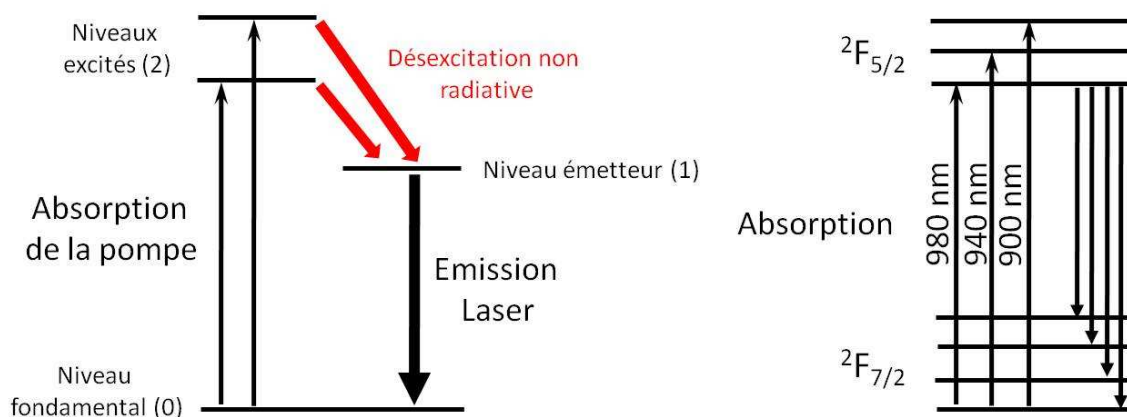 Niveaux
excités (2)
Désexcitation non
radiative
Niveau émetteur (1)
Absorption
de la pompe
Emission
Laser
Niveau
fondamental (0)
²F₅/₂
Absorption
980 nm
940 nm
900 nm
²F₇/₂